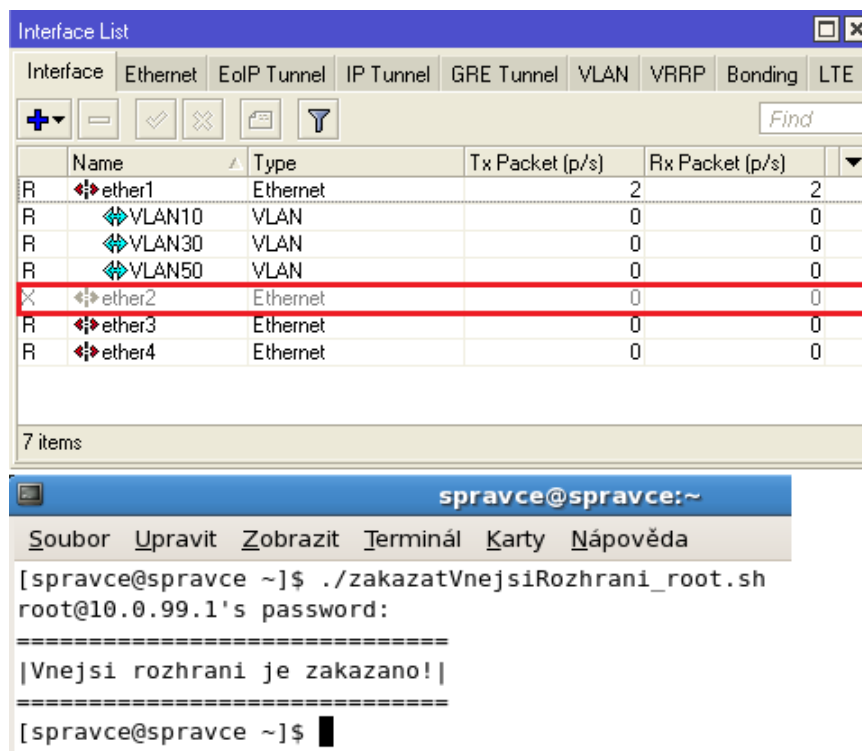 Interface List
Interface Ethernet EoIP Tunnel IP Tunnel GRE Tunnel VLAN VRRP Bonding LTE
Find
Name Type Tx Packet (p/s) Rx Packet (p/s)
R ether1 Ethernet 2 2
R VLAN10 VLAN 0 0
R VLAN30 VLAN 0 0
R VLAN50 VLAN 0 0
X ether2 Ethernet 0 0
R ether3 Ethernet 0 0
R ether4 Ethernet 0 0
7 items
spravce@spravce:~
Soubor Upravit Zobrazit Terminál Karty Nápověda
[spravce@spravce ~]$ ./zakazatVnejsiRozhrani_root.sh
root@10.0.99.1's password:
==============================
|Vnejsi rozhrani je zakazano!|
==============================
[spravce@spravce ~]$